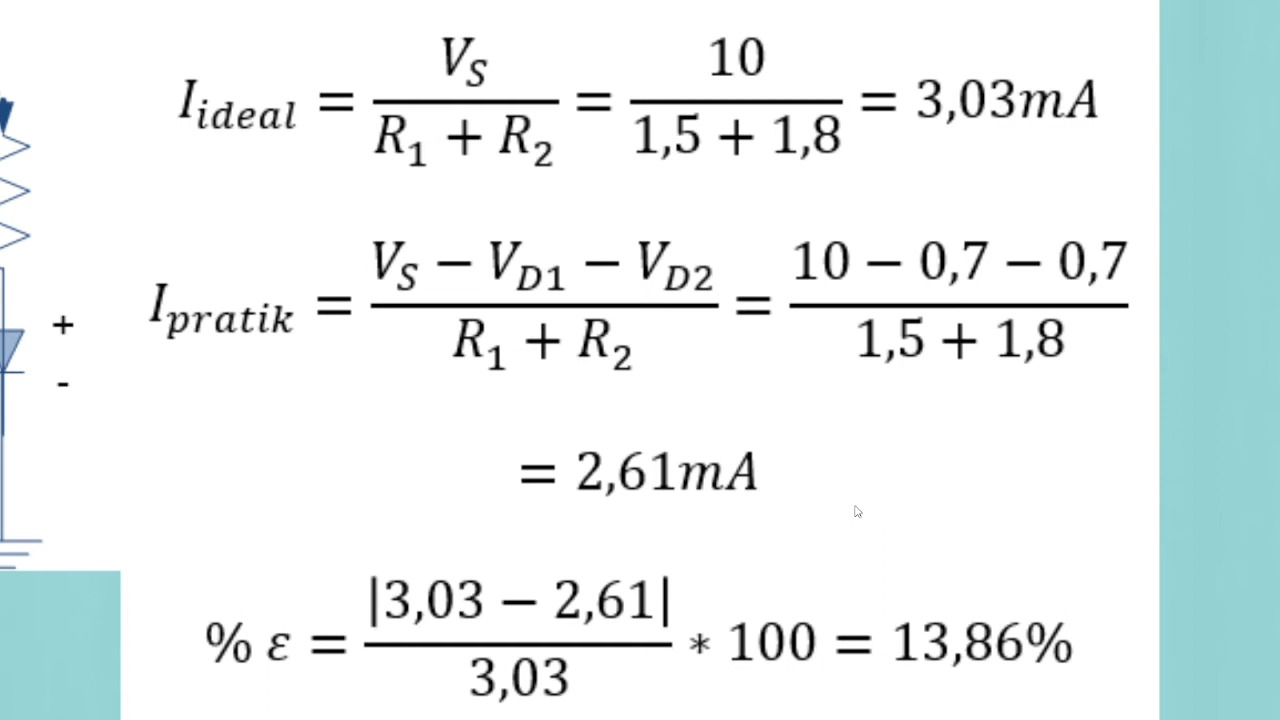 I_ideal = V_S / (R_1 + R_2) = 10 / (1,5 + 1,8) = 3,03mA
I_pratik = (V_S − V_D1 − V_D2) / (R_1 + R_2) = (10 − 0,7 − 0,7) / (1,5 + 1,8)
+
-
= 2,61mA
% ε = |3,03 − 2,61| / 3,03 * 100 = 13,86%